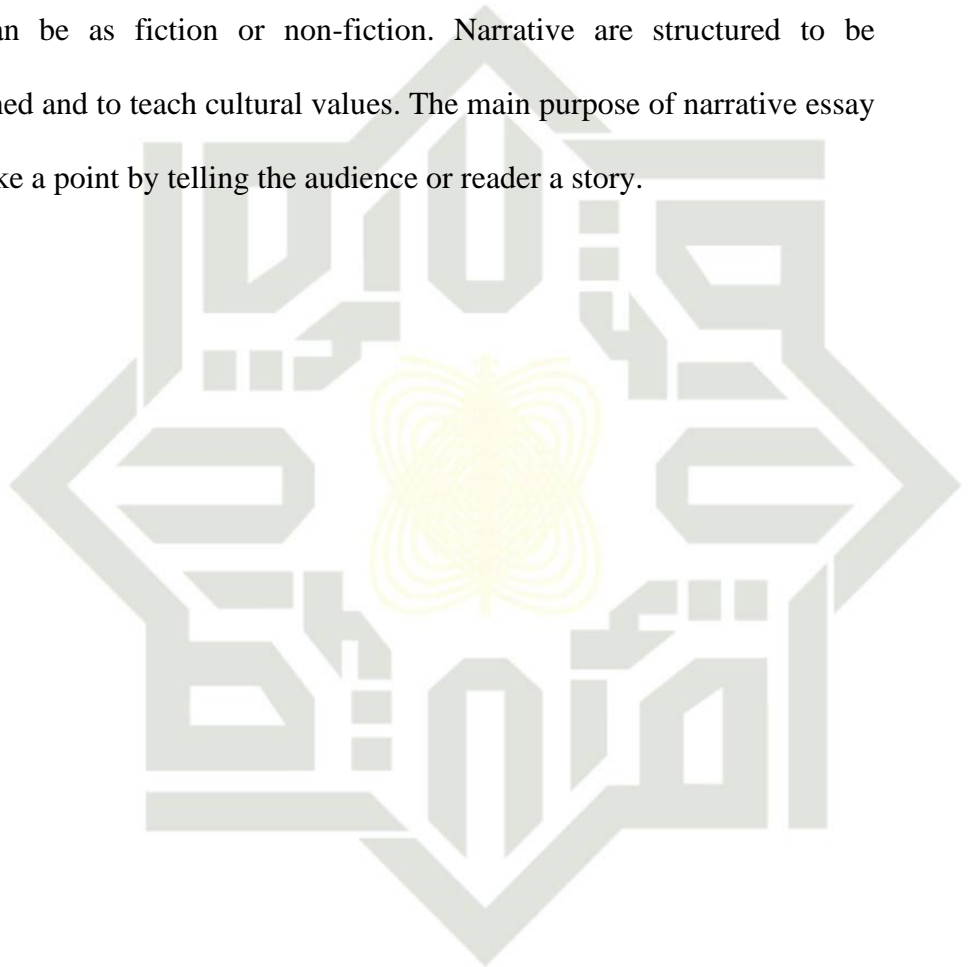 an be as fiction or non-fiction. Narrative are structured to be
ned and to teach cultural values. The main purpose of narrative essay
ke a point by telling the audience or reader a story.